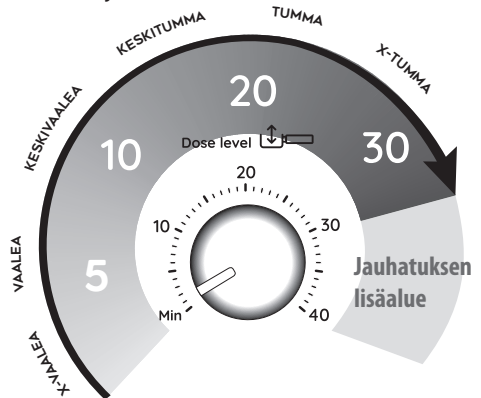 X-VAALEA
VAALEA
KESKIVAALEA
KESKITUMMA
TUMMA
X-TUMMA
5
10
20
30
Dose level
Min
10
20
30
40
Jauhatuksen
lisäalue